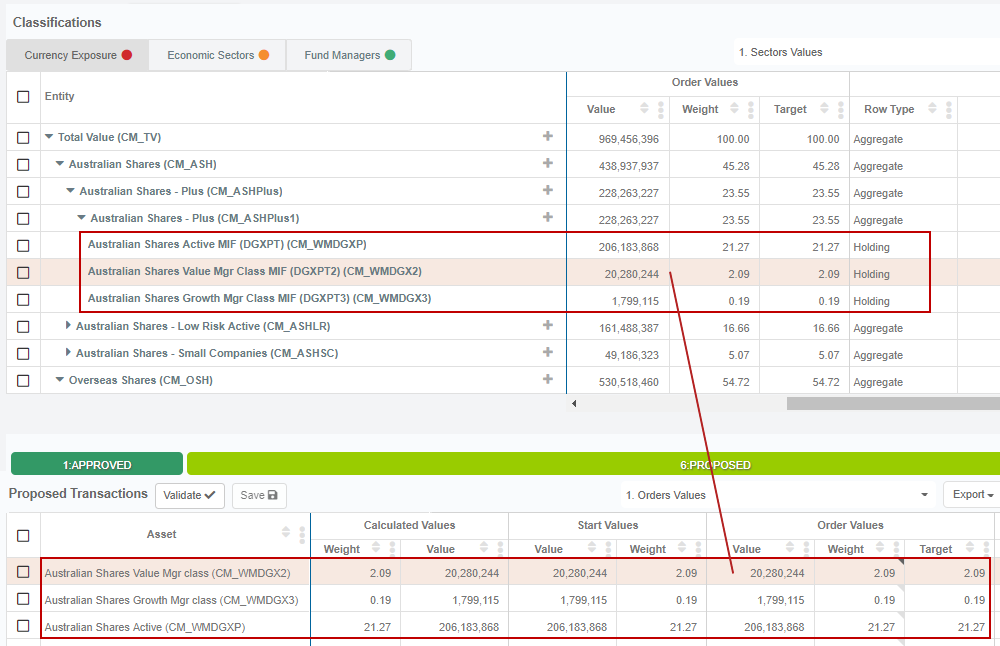 Classifications
Currency Exposure Economic Sectors Fund Managers 1. Sectors Values
Order Values
Entity Value Weight Target Row Type
Total Value (CM_TV) 969,456,396 100.00 100.00 Aggregate
Australian Shares (CM_ASH) 438,937,937 45.28 45.28 Aggregate
Australian Shares - Plus (CM_ASHPlus) 228,263,227 23.55 23.55 Aggregate
Australian Shares - Plus (CM_ASHPlus1) 228,263,227 23.55 23.55 Aggregate
Australian Shares Active MIF (DGXPT) (CM_WMDGXP) 206,183,868 21.27 21.27 Holding
Australian Shares Value Mgr Class MIF (DGXPT2) (CM_WMDGX2) 20,280,244 2.09 2.09 Holding
Australian Shares Growth Mgr Class MIF (DGXPT3) (CM_WMDGX3) 1,799,115 0.19 0.19 Holding
Australian Shares - Low Risk Active (CM_ASHLR) 161,488,387 16.66 16.66 Aggregate
Australian Shares - Small Companies (CM_ASHSC) 49,186,323 5.07 5.07 Aggregate
Overseas Shares (CM_OSH) 530,518,460 54.72 54.72 Aggregate
1:APPROVED 6:PROPOSED
Proposed Transactions Validate Save 1. Orders Values Export
Calculated Values Start Values Order Values
Asset Weight Value Value Weight Value Weight Target
Australian Shares Value Mgr class (CM_WMDGX2) 2.09 20,280,244 20,280,244 2.09 20,280,244 2.09 2.09
Australian Shares Growth Mgr class (CM_WMDGX3) 0.19 1,799,115 1,799,115 0.19 1,799,115 0.19 0.19
Australian Shares Active (CM_WMDGXP) 21.27 206,183,868 206,183,868 21.27 206,183,868 21.27 21.27